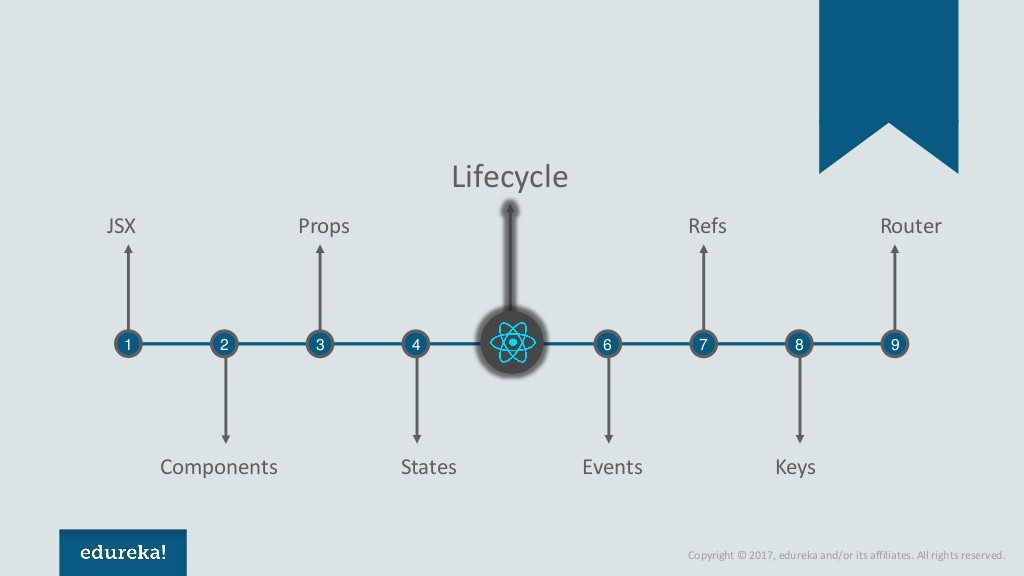 Lifecycle
JSX
Props
Refs
Router
1
2
3
4
6
7
8
9
Components
States
Events
Keys
edureka!
Copyright © 2017, edureka and/or its affiliates. All rights reserved.